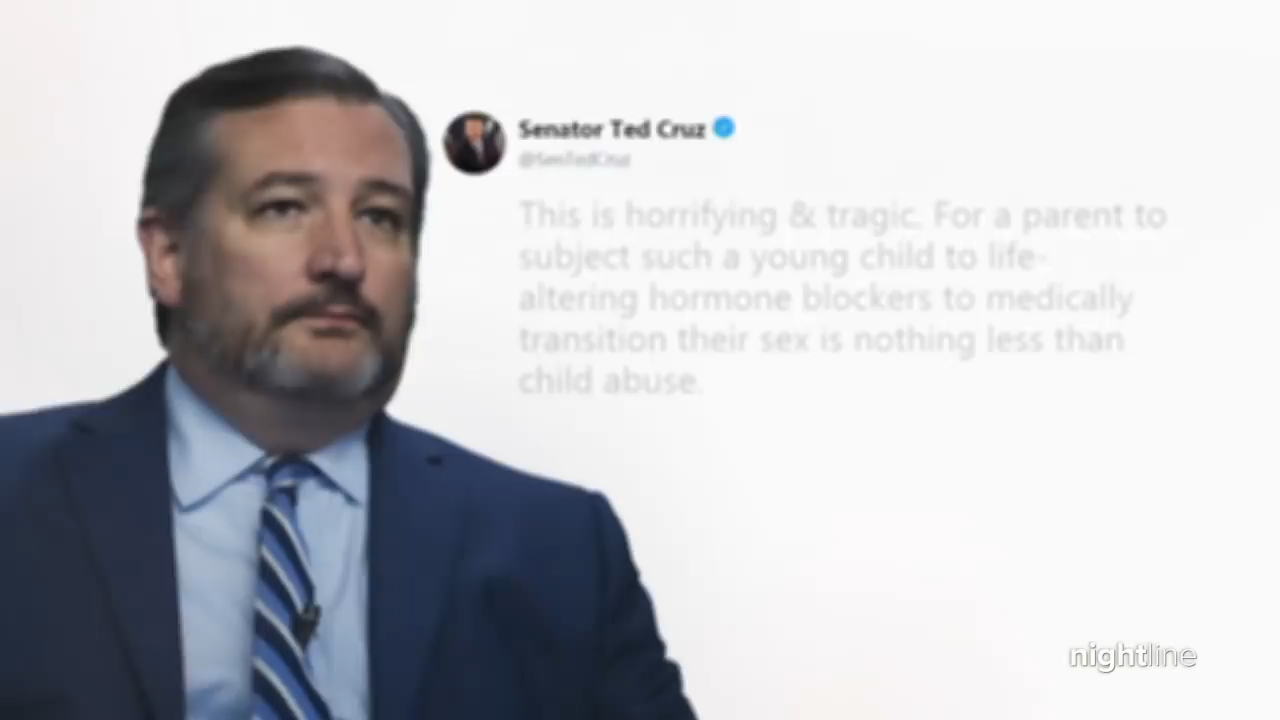 Senator Ted Cruz
@SenTedCruz
This is horrifying & tragic. For a parent to
subject such a young child to life-
altering hormone blockers to medically
transition their sex is nothing less than
child abuse.
nightline